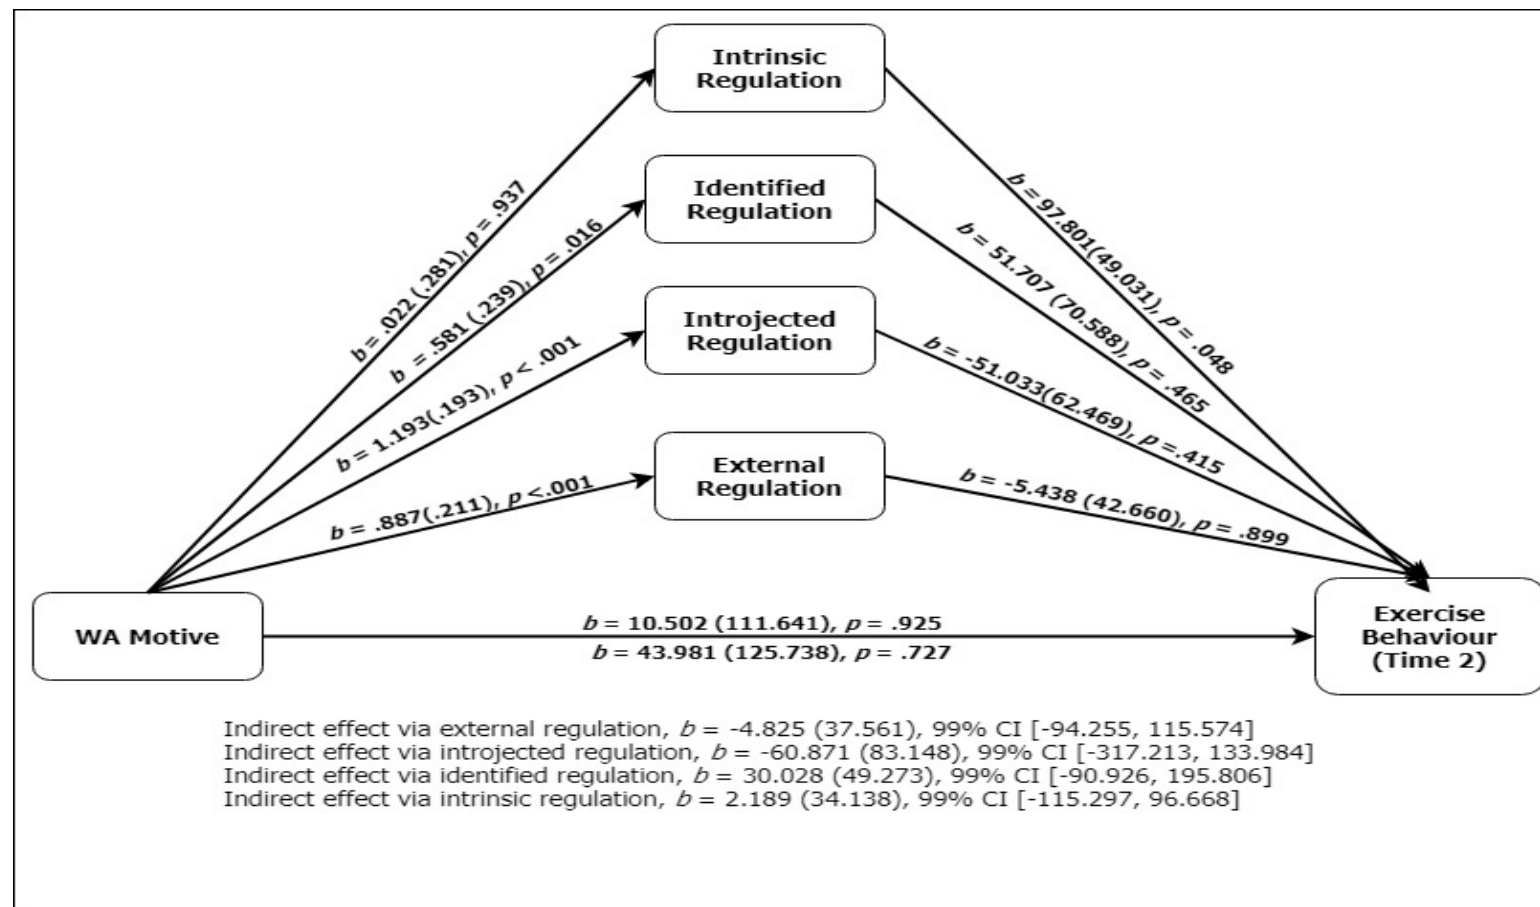 Intrinsic
Regulation
Identified
Regulation
Introjected
Regulation
External
Regulation
b = .022 (.281), p = .937
b = .581 (.239), p = .016
b = 1.193(.193), p < .001
b = .887(.211), p <.001
b = 97.801(49.031), p = .048
b = 51.707 (70.588), p = .465
b = -51.033(62.469), p =.415
b = -5.438 (42.660), p = .899
WA Motive
b = 10.502 (111.641), p = .925
b = 43.981 (125.738), p = .727
Exercise
Behaviour
(Time 2)
Indirect effect via external regulation, b = -4.825 (37.561), 99% CI [-94.255, 115.574]
Indirect effect via introjected regulation, b = -60.871 (83.148), 99% CI [-317.213, 133.984]
Indirect effect via identified regulation, b = 30.028 (49.273), 99% CI [-90.926, 195.806]
Indirect effect via intrinsic regulation, b = 2.189 (34.138), 99% CI [-115.297, 96.668]